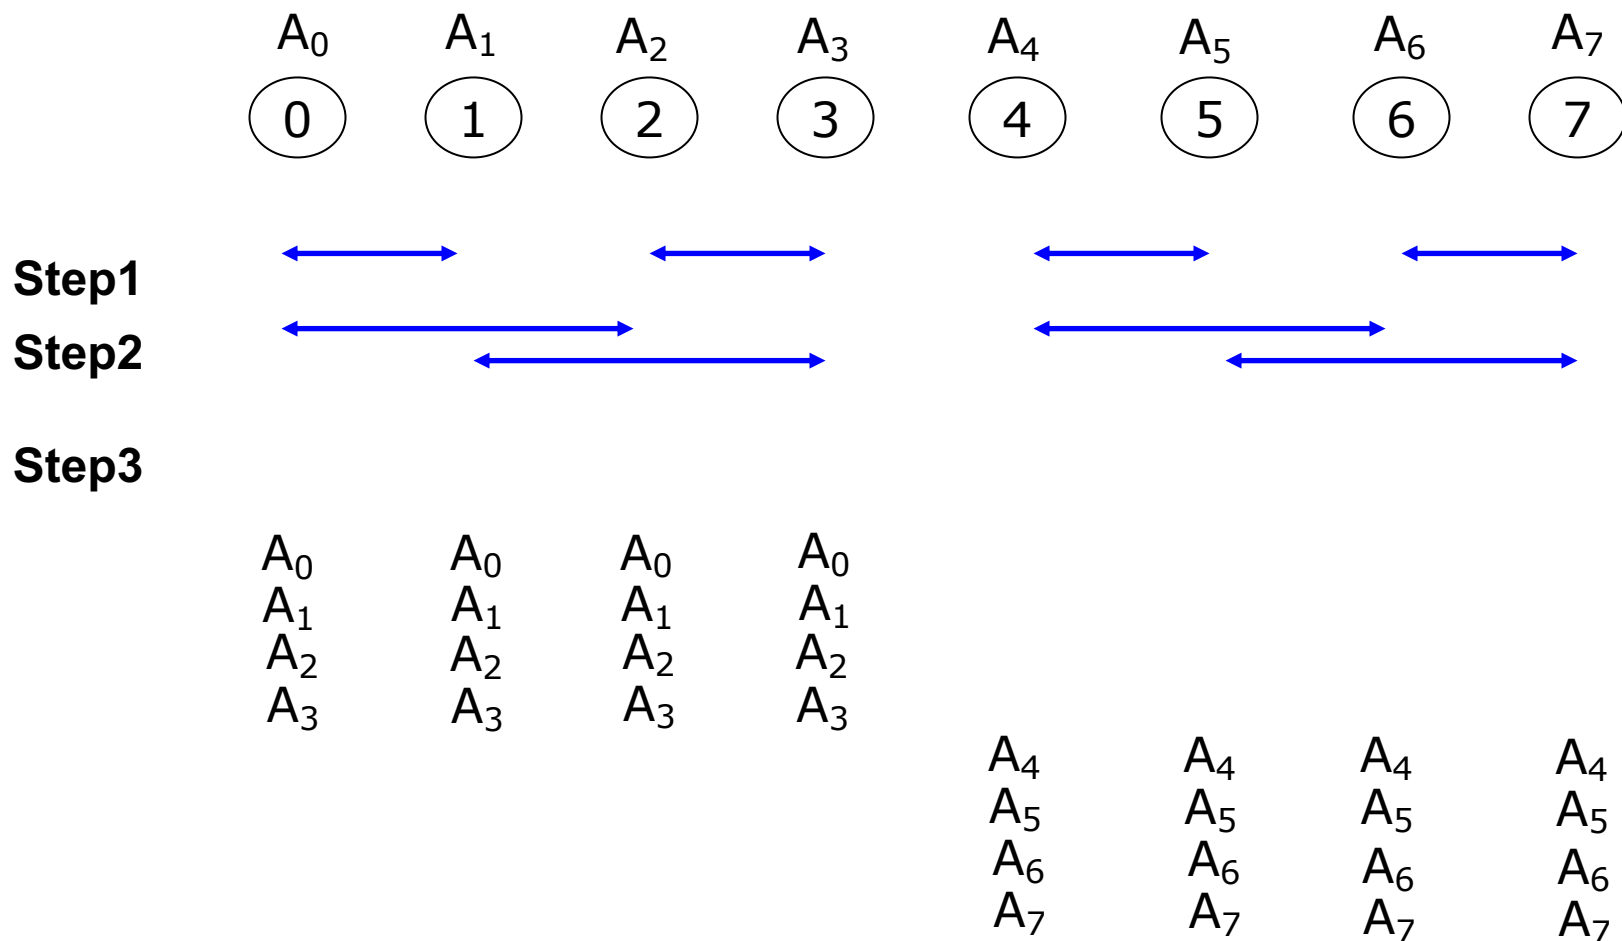 A₀ A₁ A₂ A₃ A₄ A₅ A₆ A₇
0 1 2 3 4 5 6 7
Step1
Step2
Step3
A₀ A₀ A₀ A₀
A₁ A₁ A₁ A₁
A₂ A₂ A₂ A₂
A₃ A₃ A₃ A₃
A₄ A₄ A₄ A₄
A₅ A₅ A₅ A₅
A₆ A₆ A₆ A₆
A₇ A₇ A₇ A₇